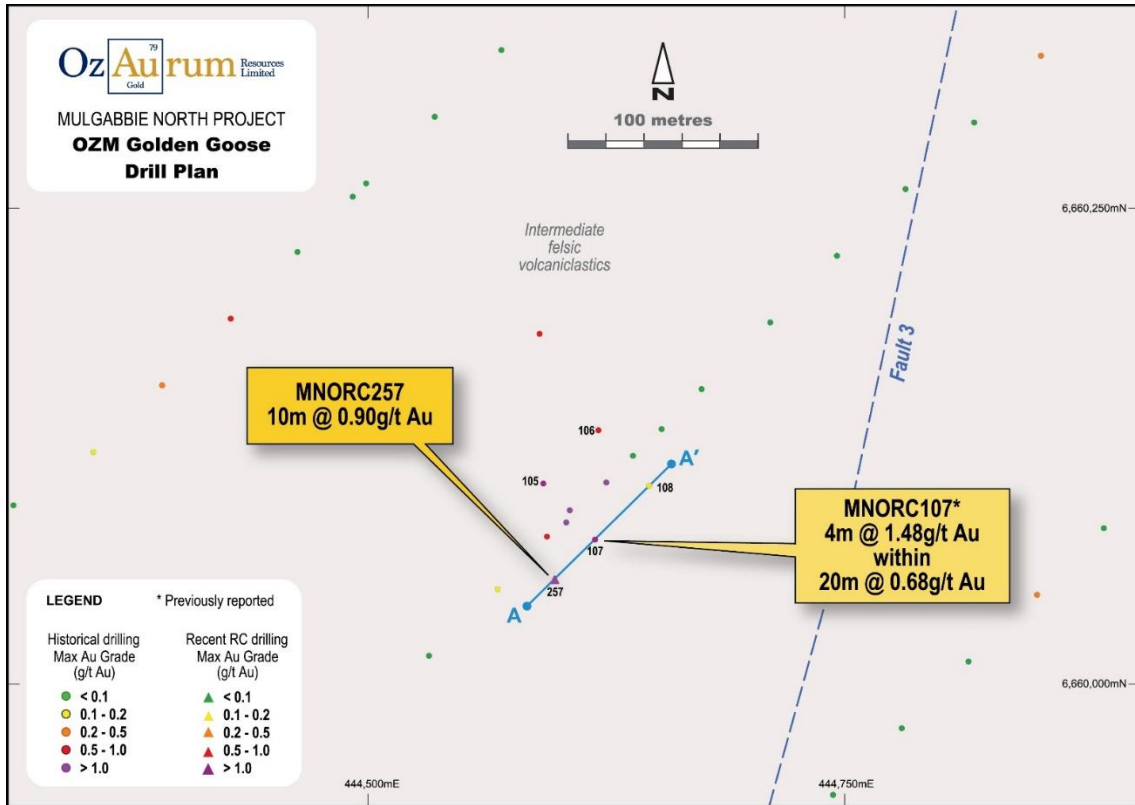 Oz Au rum Resources Limited
79
Gold
MULGABBIE NORTH PROJECT
OZM Golden Goose
Drill Plan
N
100 metres
6,660,250mN
Intermediate
felsic
volcaniclastics
Fault 3
MNORC257
10m @ 0.90g/t Au
106
A'
105
108
MNORC107*
4m @ 1.48g/t Au
within
20m @ 0.68g/t Au
107
257
A
LEGEND * Previously reported
Historical drilling
Max Au Grade
(g/t Au)
< 0.1
0.1 - 0.2
0.2 - 0.5
0.5 - 1.0
> 1.0
Recent RC drilling
Max Au Grade
(g/t Au)
< 0.1
0.1 - 0.2
0.2 - 0.5
0.5 - 1.0
> 1.0
6,660,000mN
444,500mE
444,750mE